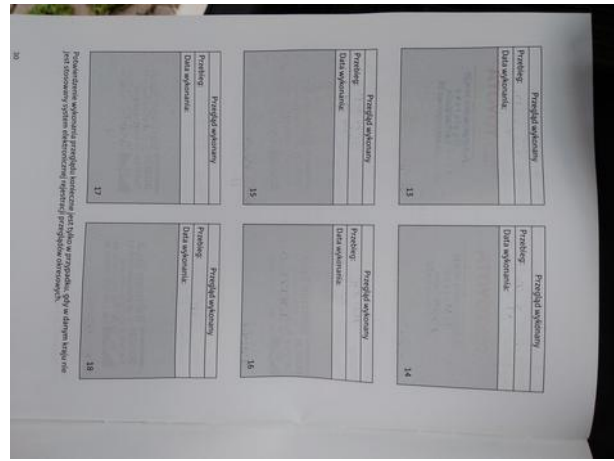 Przegląd wykonany
Przebieg:
Data wykonania:
13
Przegląd wykonany
Przebieg:
Data wykonania:
14
Przegląd wykonany
Przebieg:
Data wykonania:
15
Przegląd wykonany
Przebieg:
Data wykonania:
16
Przegląd wykonany
Przebieg:
Data wykonania:
17
Przegląd wykonany
Przebieg:
Data wykonania:
18
Potwierdzenie wykonania przeglądu konieczne jest tylko w przypadku, gdy w danym kraju nie
jest stosowany system elektronicznej rejestracji przeglądów okresowych.
30